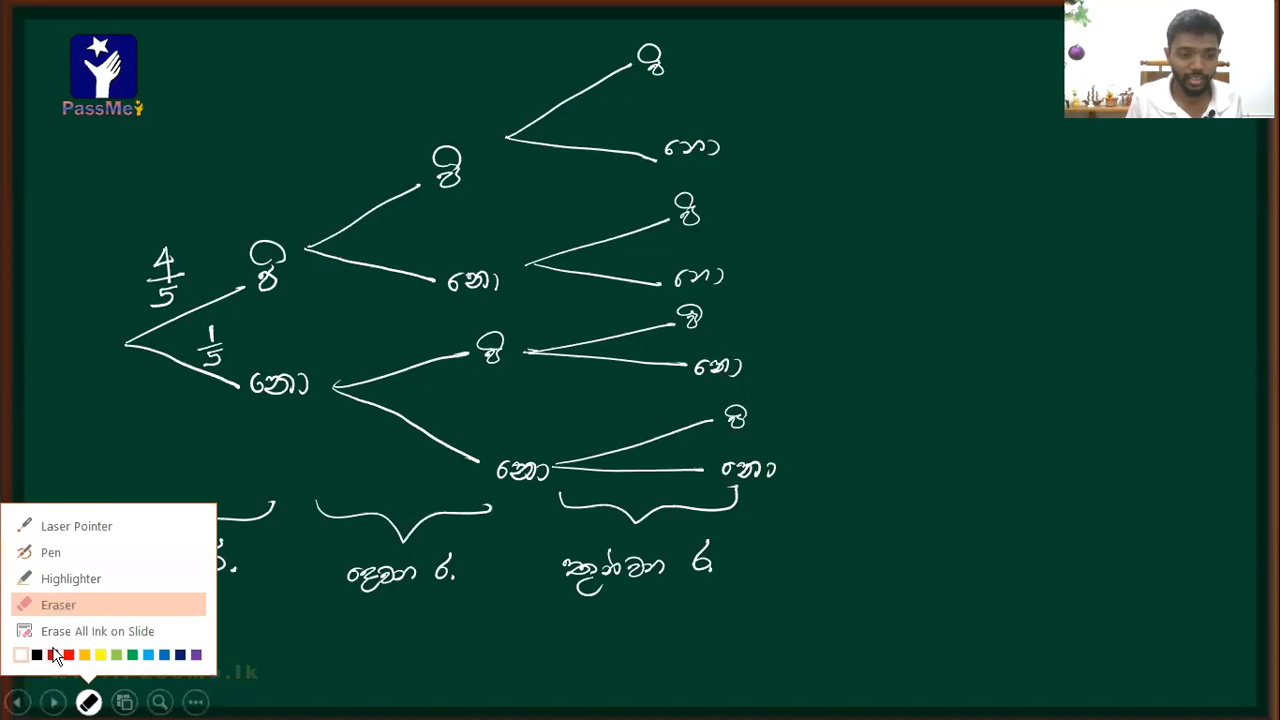 PassMe
4/5
1/5
පි
නො
පි
නො
පි
නො
පි
නො
පි
නො
පි
නො
පි
නො
දෙවන ර.
තුන්වන ර.
Laser Pointer
Pen
Highlighter
Eraser
Erase All Ink on Slide